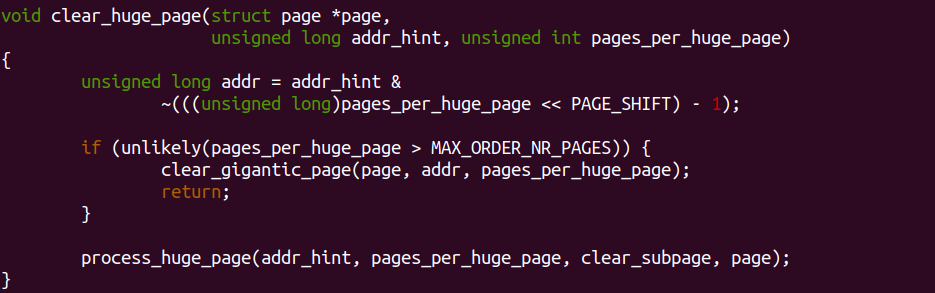 void clear_huge_page(struct page *page,
                     unsigned long addr_hint, unsigned int pages_per_huge_page)
{
        unsigned long addr = addr_hint &
                ~(((unsigned long)pages_per_huge_page << PAGE_SHIFT) - 1);

        if (unlikely(pages_per_huge_page > MAX_ORDER_NR_PAGES)) {
                clear_gigantic_page(page, addr, pages_per_huge_page);
                return;
        }

        process_huge_page(addr_hint, pages_per_huge_page, clear_subpage, page);
}